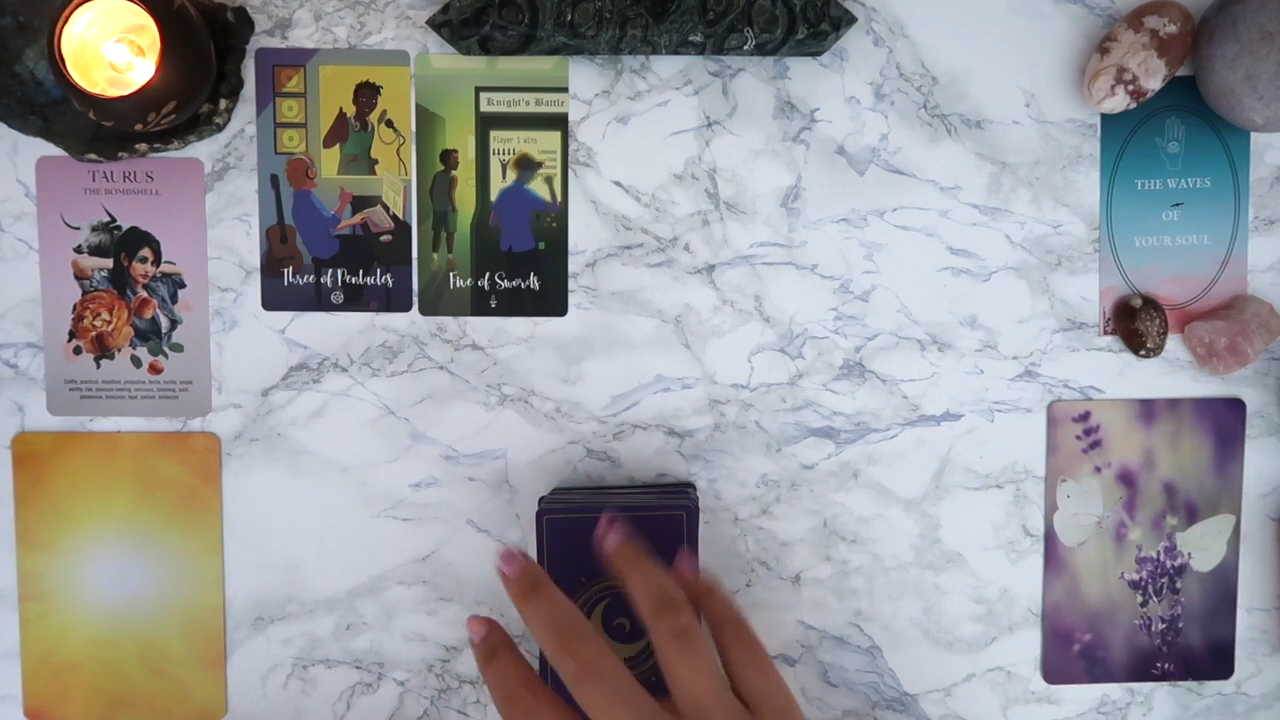 TAURUS
THE BOMBSHELL
Three of Pentacles
Knight's Battle
Player 1 wins
Five of Swords
THE WAVES
OF
YOUR SOUL